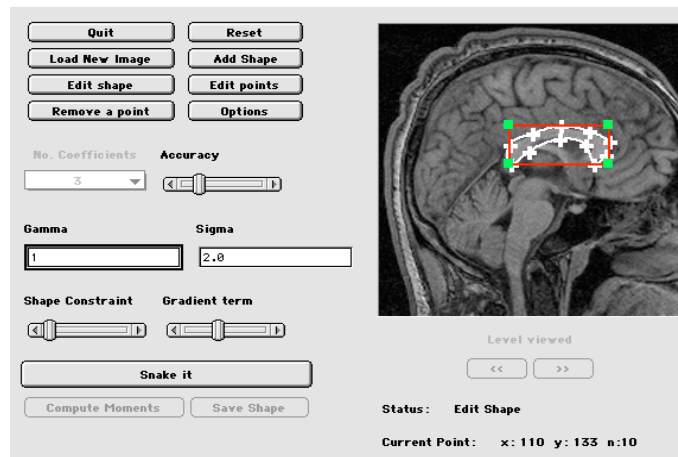 Quit Reset
Load New Image Add Shape
Edit shape Edit points
Remove a point Options
No. Coefficients Accuracy
3
Gamma Sigma
1 2.0
Shape Constraint Gradient term
Snake it
Compute Moments Save Shape
Level viewed
<< >>
Status: Edit Shape
Current Point: x: 110 y: 133 n:10